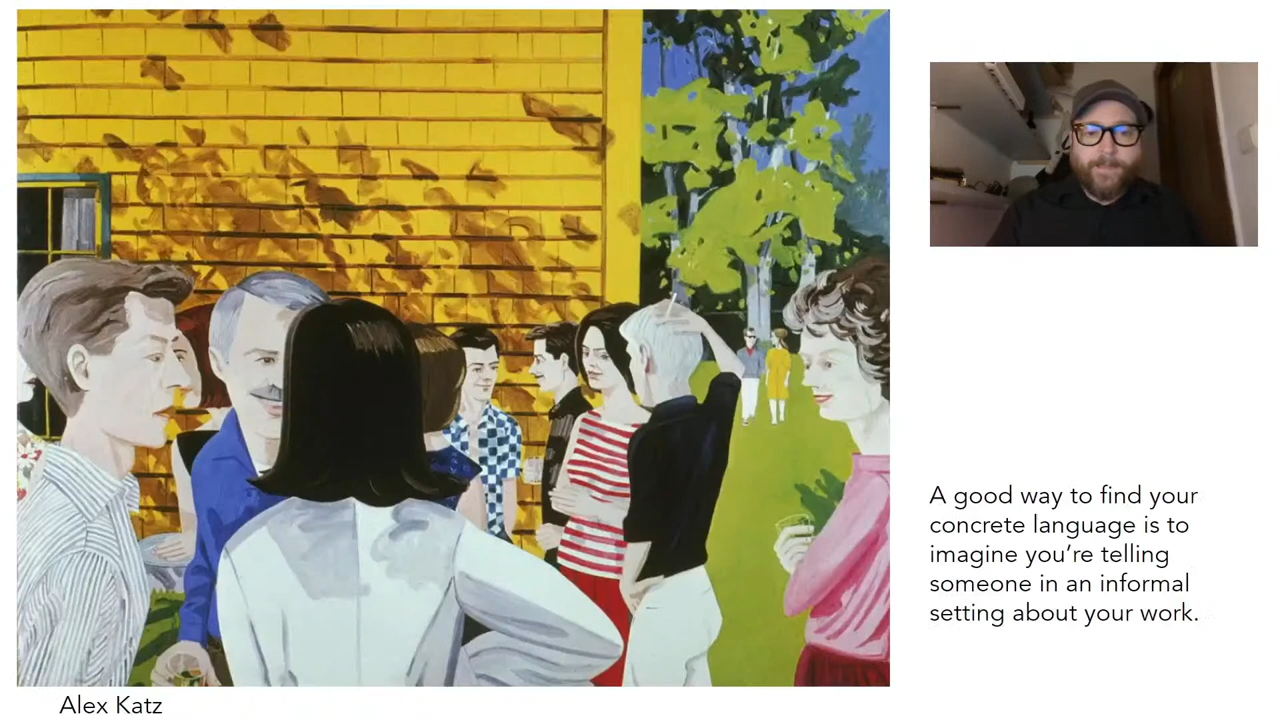 A good way to find your
concrete language is to
imagine you’re telling
someone in an informal
setting about your work.
Alex Katz